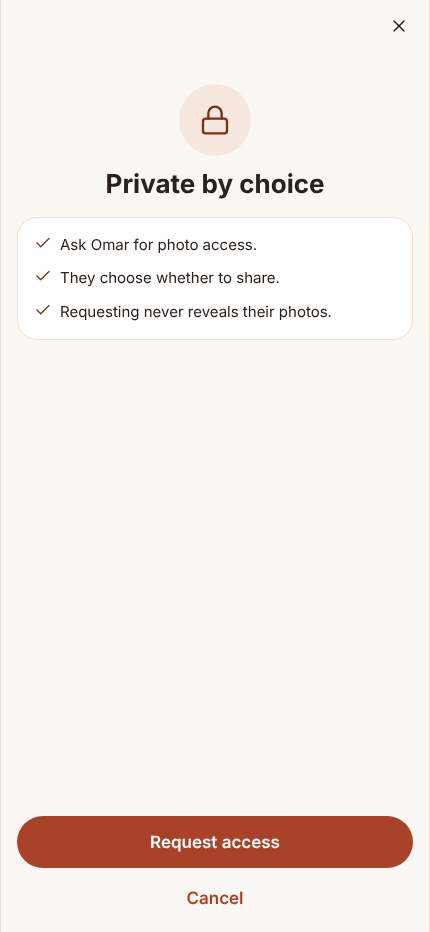 Private by choice
Ask Omar for photo access.
They choose whether to share.
Requesting never reveals their photos.
Request access
Cancel